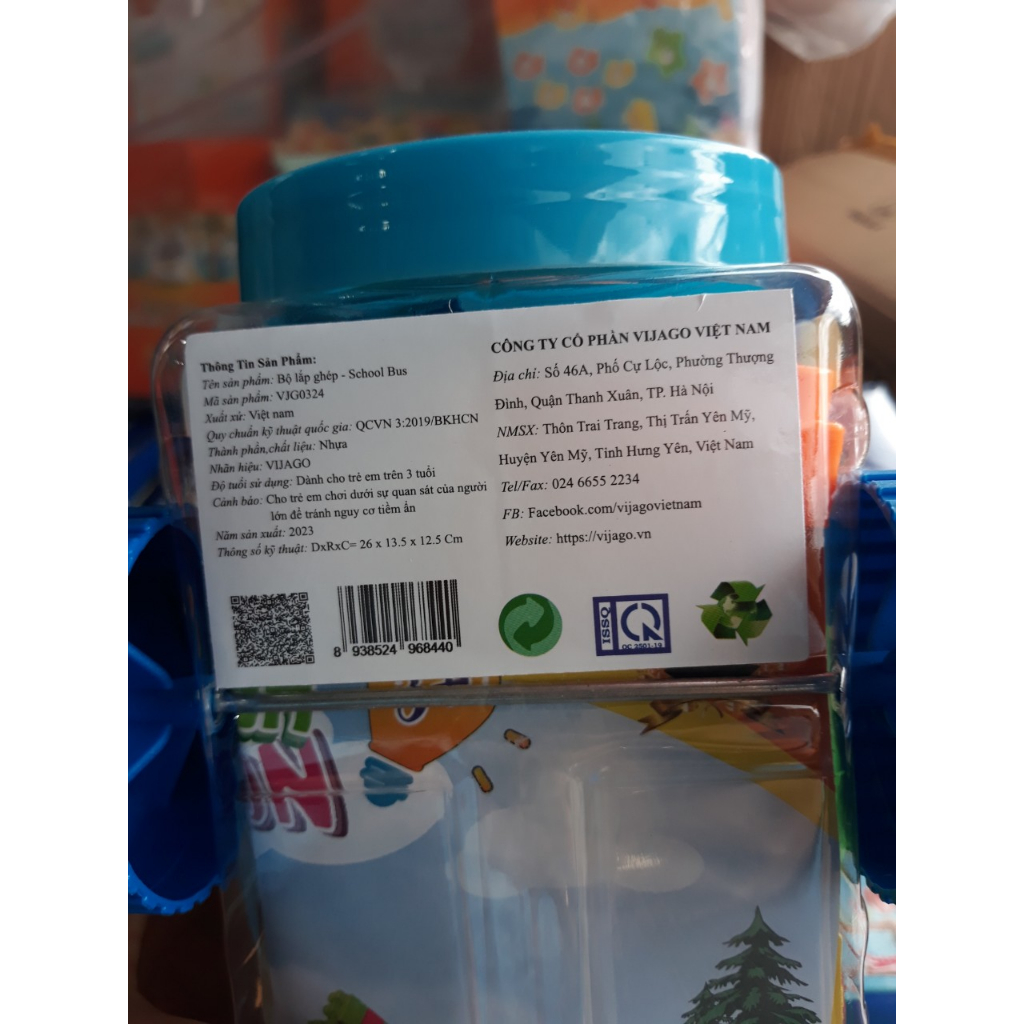 Thông Tin Sản Phẩm:
Tên sản phẩm: Bộ lắp ghép - School Bus
Mã sản phẩm: VJG0324
Xuất xứ: Việt nam
Quy chuẩn kỹ thuật quốc gia: QCVN 3:2019/BKHCN
Thành phần,chất liệu: Nhựa
Nhãn hiệu: VIJAGO
Độ tuổi sử dụng: Dành cho trẻ em trên 3 tuổi
Cảnh báo: Cho trẻ em chơi dưới sự quan sát của người
lớn để tránh nguy cơ tiềm ẩn
Năm sản xuất: 2023
Thông số kỹ thuật: DxRxC= 26 x 13.5 x 12.5 Cm
8 938524 968440
CÔNG TY CỔ PHẦN VIJAGO VIỆT NAM
Địa chỉ: Số 46A, Phố Cự Lộc, Phường Thượng
Đình, Quận Thanh Xuân, TP. Hà Nội
NMSX: Thôn Trai Trang, Thị Trấn Yên Mỹ,
Huyện Yên Mỹ, Tỉnh Hưng Yên, Việt Nam
Tel/Fax: 024 6655 2234
FB: Facebook.com/vijagovietnam
Website: https://vijago.vn
ISSQ